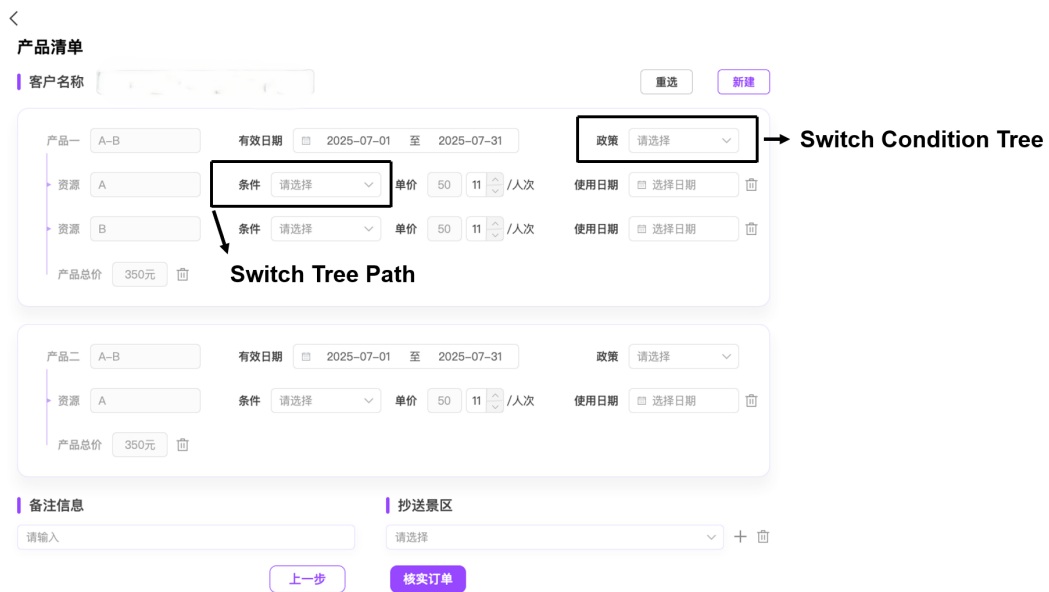 产品清单
客户名称
重选
新建
产品一 A-B 有效日期 2025-07-01 至 2025-07-31 政策 请选择
Switch Condition Tree
资源 A 条件 请选择 单价 50 11 /人次 使用日期 选择日期
资源 B 条件 请选择 单价 50 11 /人次 使用日期 选择日期
产品总价 350元
Switch Tree Path
产品二 A-B 有效日期 2025-07-01 至 2025-07-31 政策 请选择
资源 A 条件 请选择 单价 50 11 /人次 使用日期 选择日期
产品总价 350元
备注信息 抄送景区
请输入 请选择
上一步 核实订单